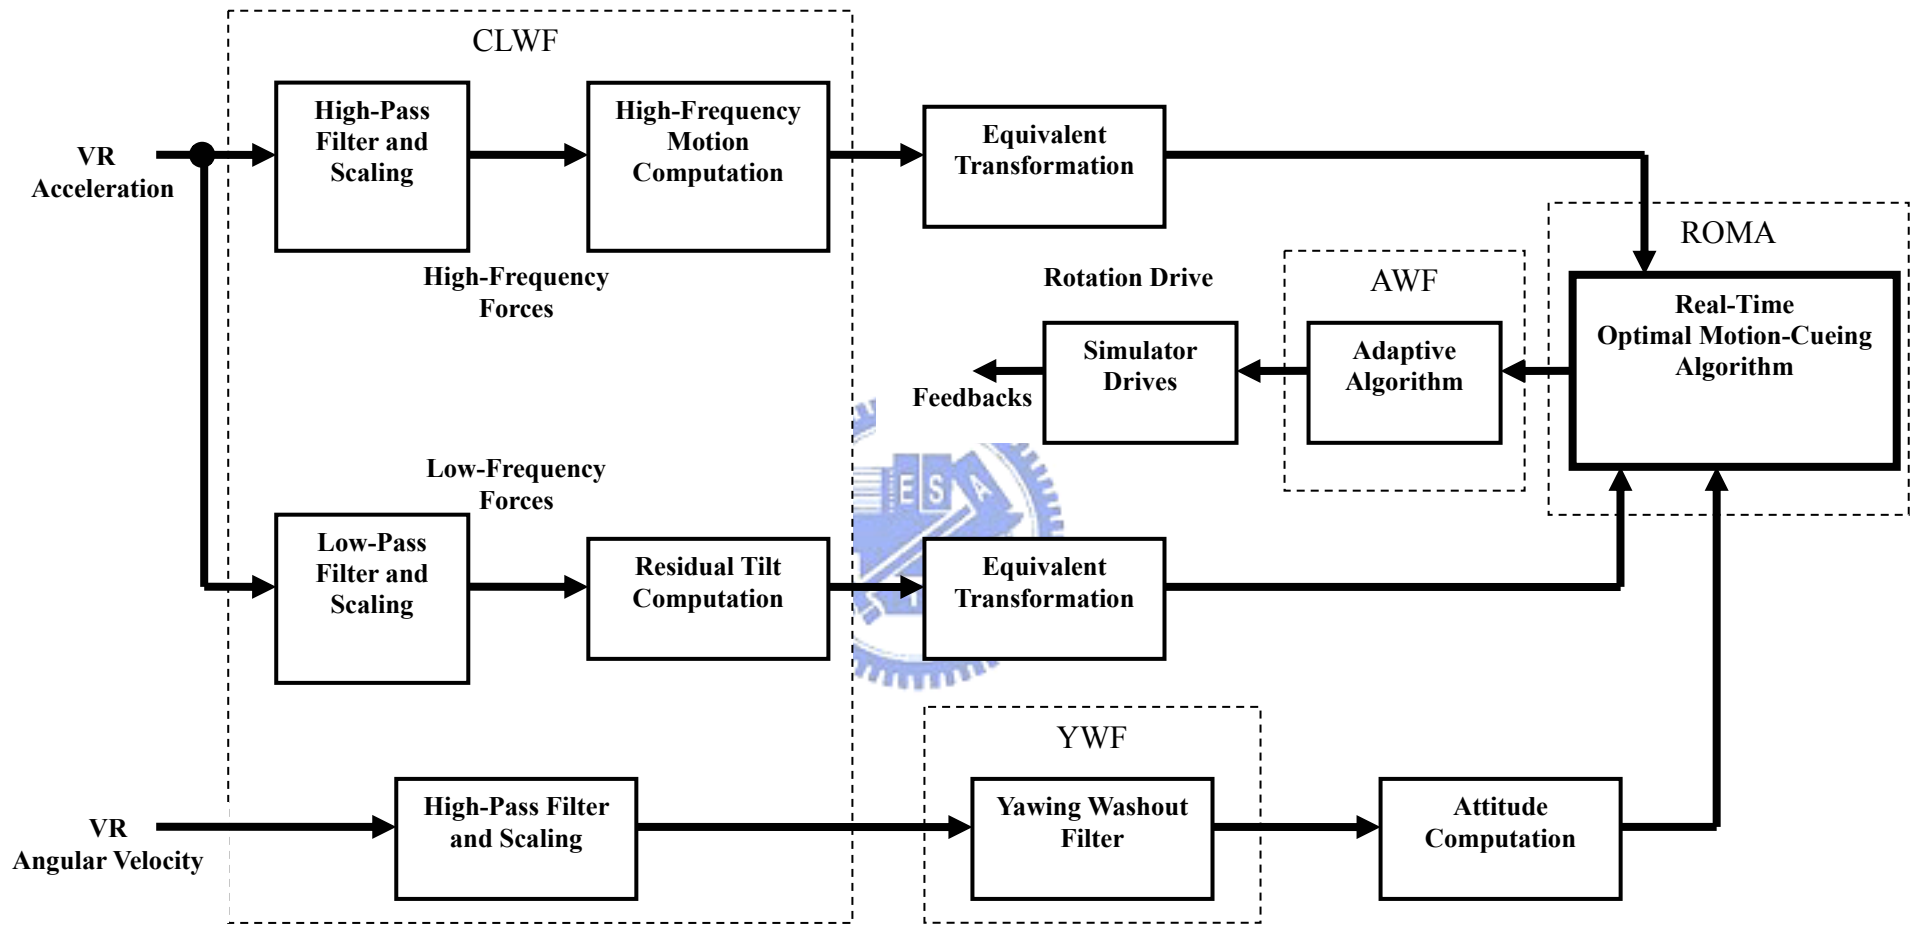 CLWF
High-Pass
Filter and
Scaling
High-Frequency
Motion
Computation
Equivalent
Transformation
VR
Acceleration
ROMA
High-Frequency
Forces
Rotation Drive
AWF
Real-Time
Optimal Motion-Cueing
Algorithm
Simulator
Drives
Adaptive
Algorithm
Feedbacks
Low-Frequency
Forces
ESA
Low-Pass
Filter and
Scaling
Residual Tilt
Computation
Equivalent
Transformation
YWF
High-Pass Filter
and Scaling
Yawing Washout
Filter
Attitude
Computation
VR
Angular Velocity